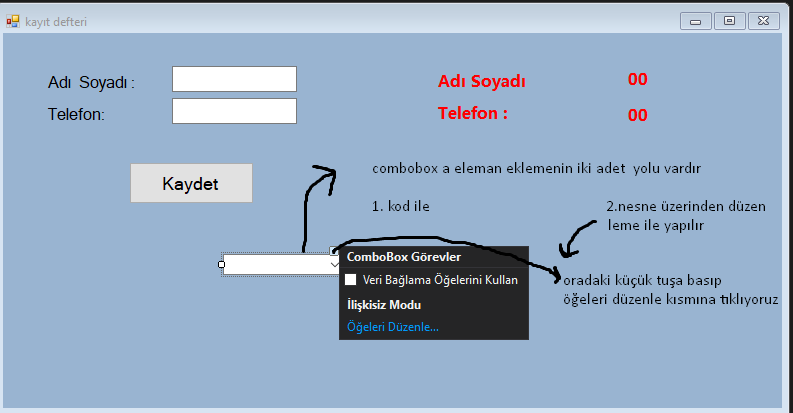 kayıt defteri
Adı Soyadı :
Adı Soyadı 00
Telefon:
Telefon : 00
Kaydet
combobox a eleman eklemenin iki adet yolu vardır
1. kod ile
2.nesne üzerinden düzen
leme ile yapılır
ComboBox Görevler
Veri Bağlama Öğelerini Kullan
İlişkisiz Modu
Öğeleri Düzenle...
oradaki küçük tuşa basıp
öğeleri düzenle kısmına tıklıyoruz